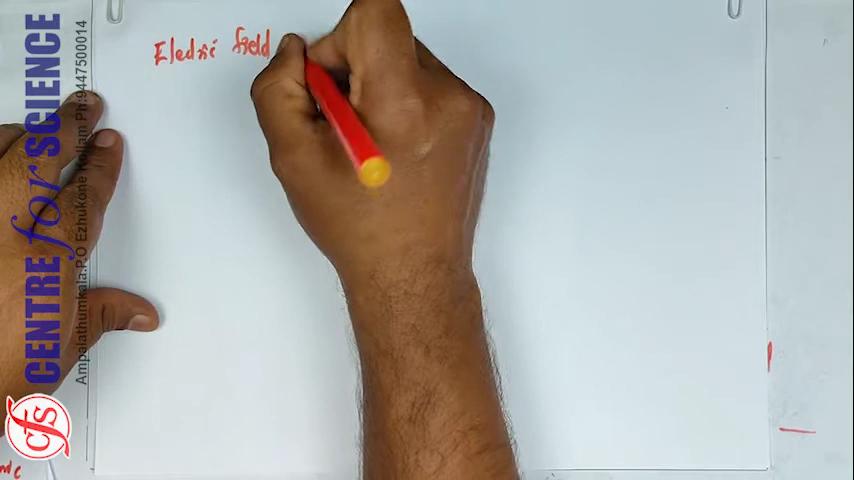 Electric field
CENTRE for SCIENCE
Ampalathumkala.P.O Ezhukone Kollam Ph:9447500014
cfs